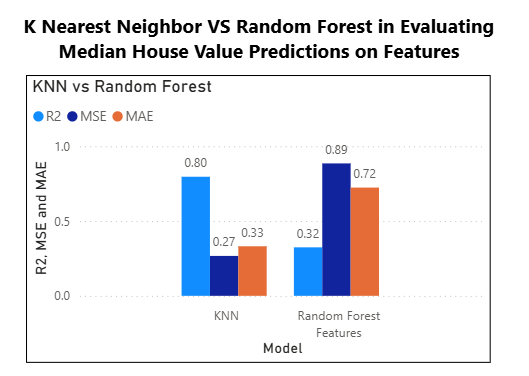 K Nearest Neighbor VS Random Forest in Evaluating
Median House Value Predictions on Features
KNN vs Random Forest
R2 MSE MAE
R2, MSE and MAE
1.0
0.5
0.0
0.80
0.27
0.33
0.32
0.89
0.72
KNN
Random Forest
Features
Model